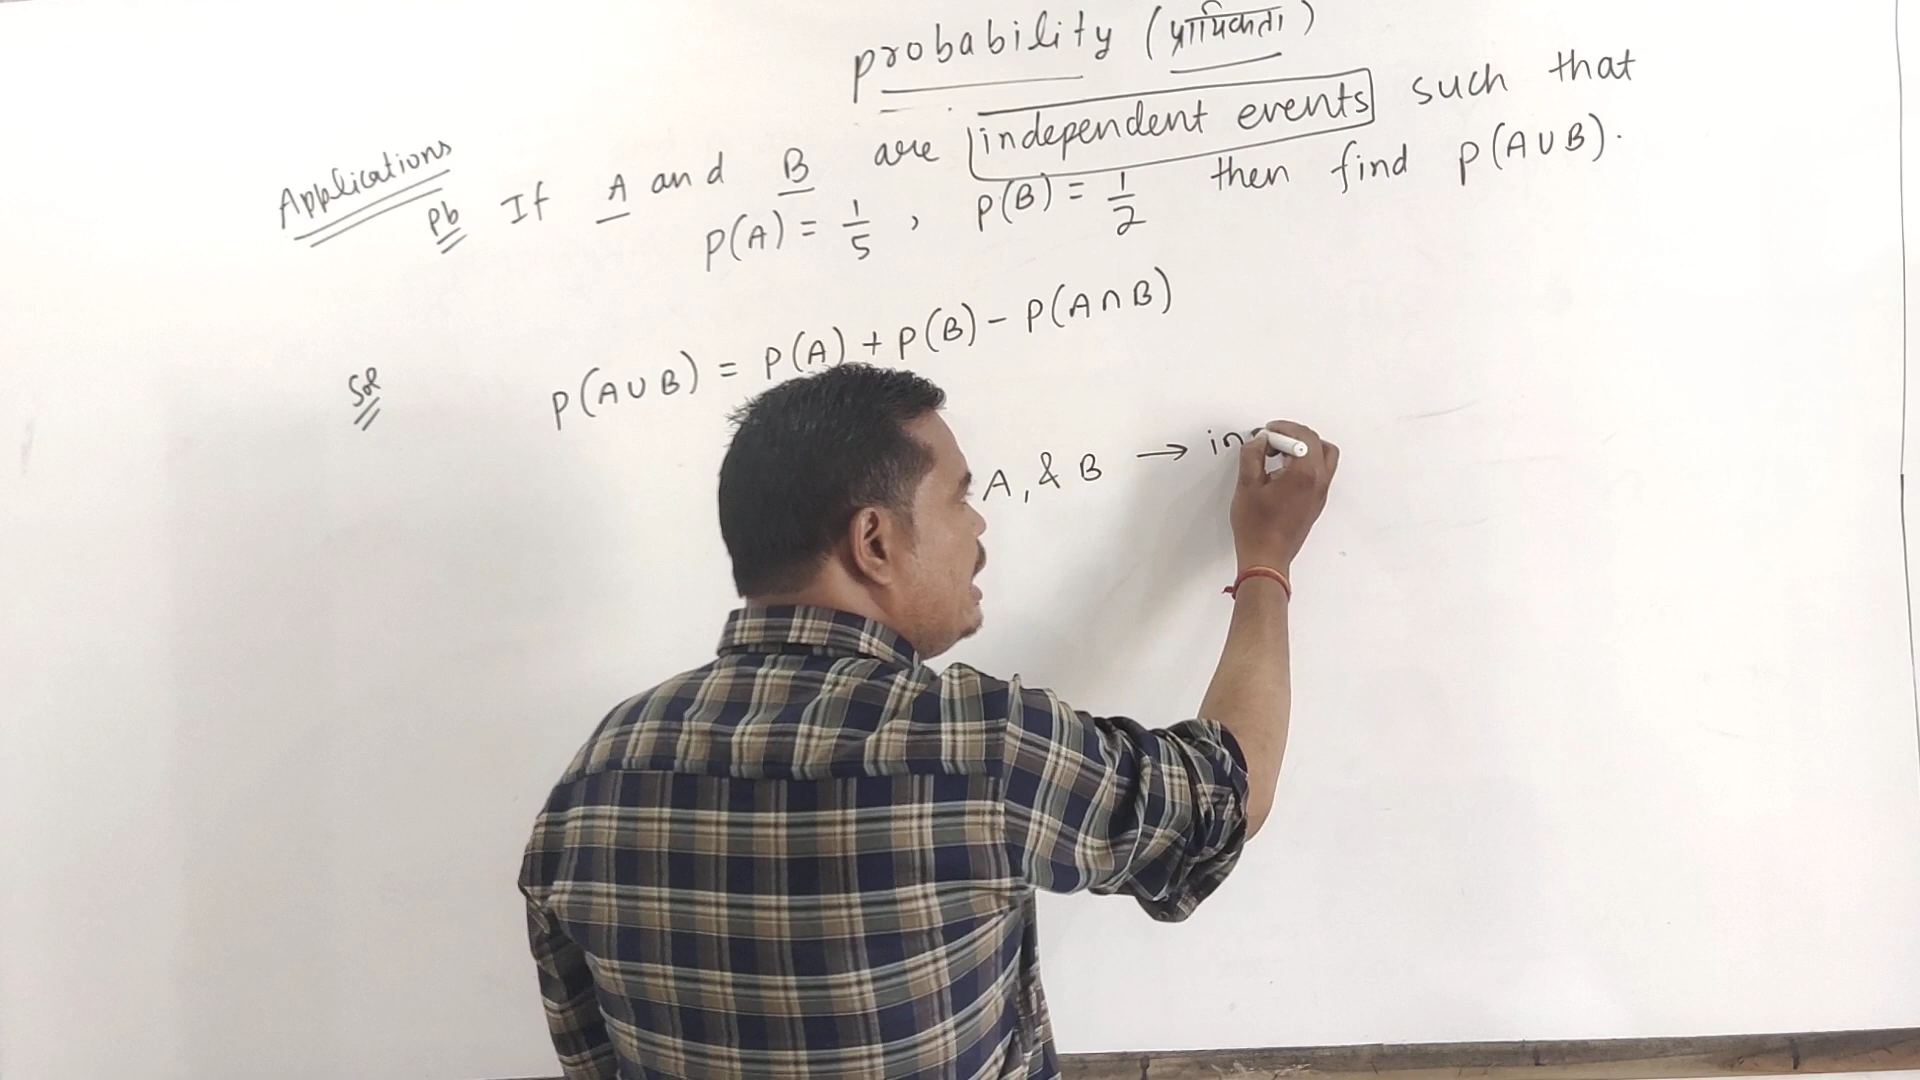 probability (प्रायिकता)
Applications
Pb If A and B are independent events such that
P(A) = 1/5 , P(B) = 1/2 then find P(A∪B).
Sol P(A∪B) = P(A) + P(B) - P(A∩B)
A, & B → in